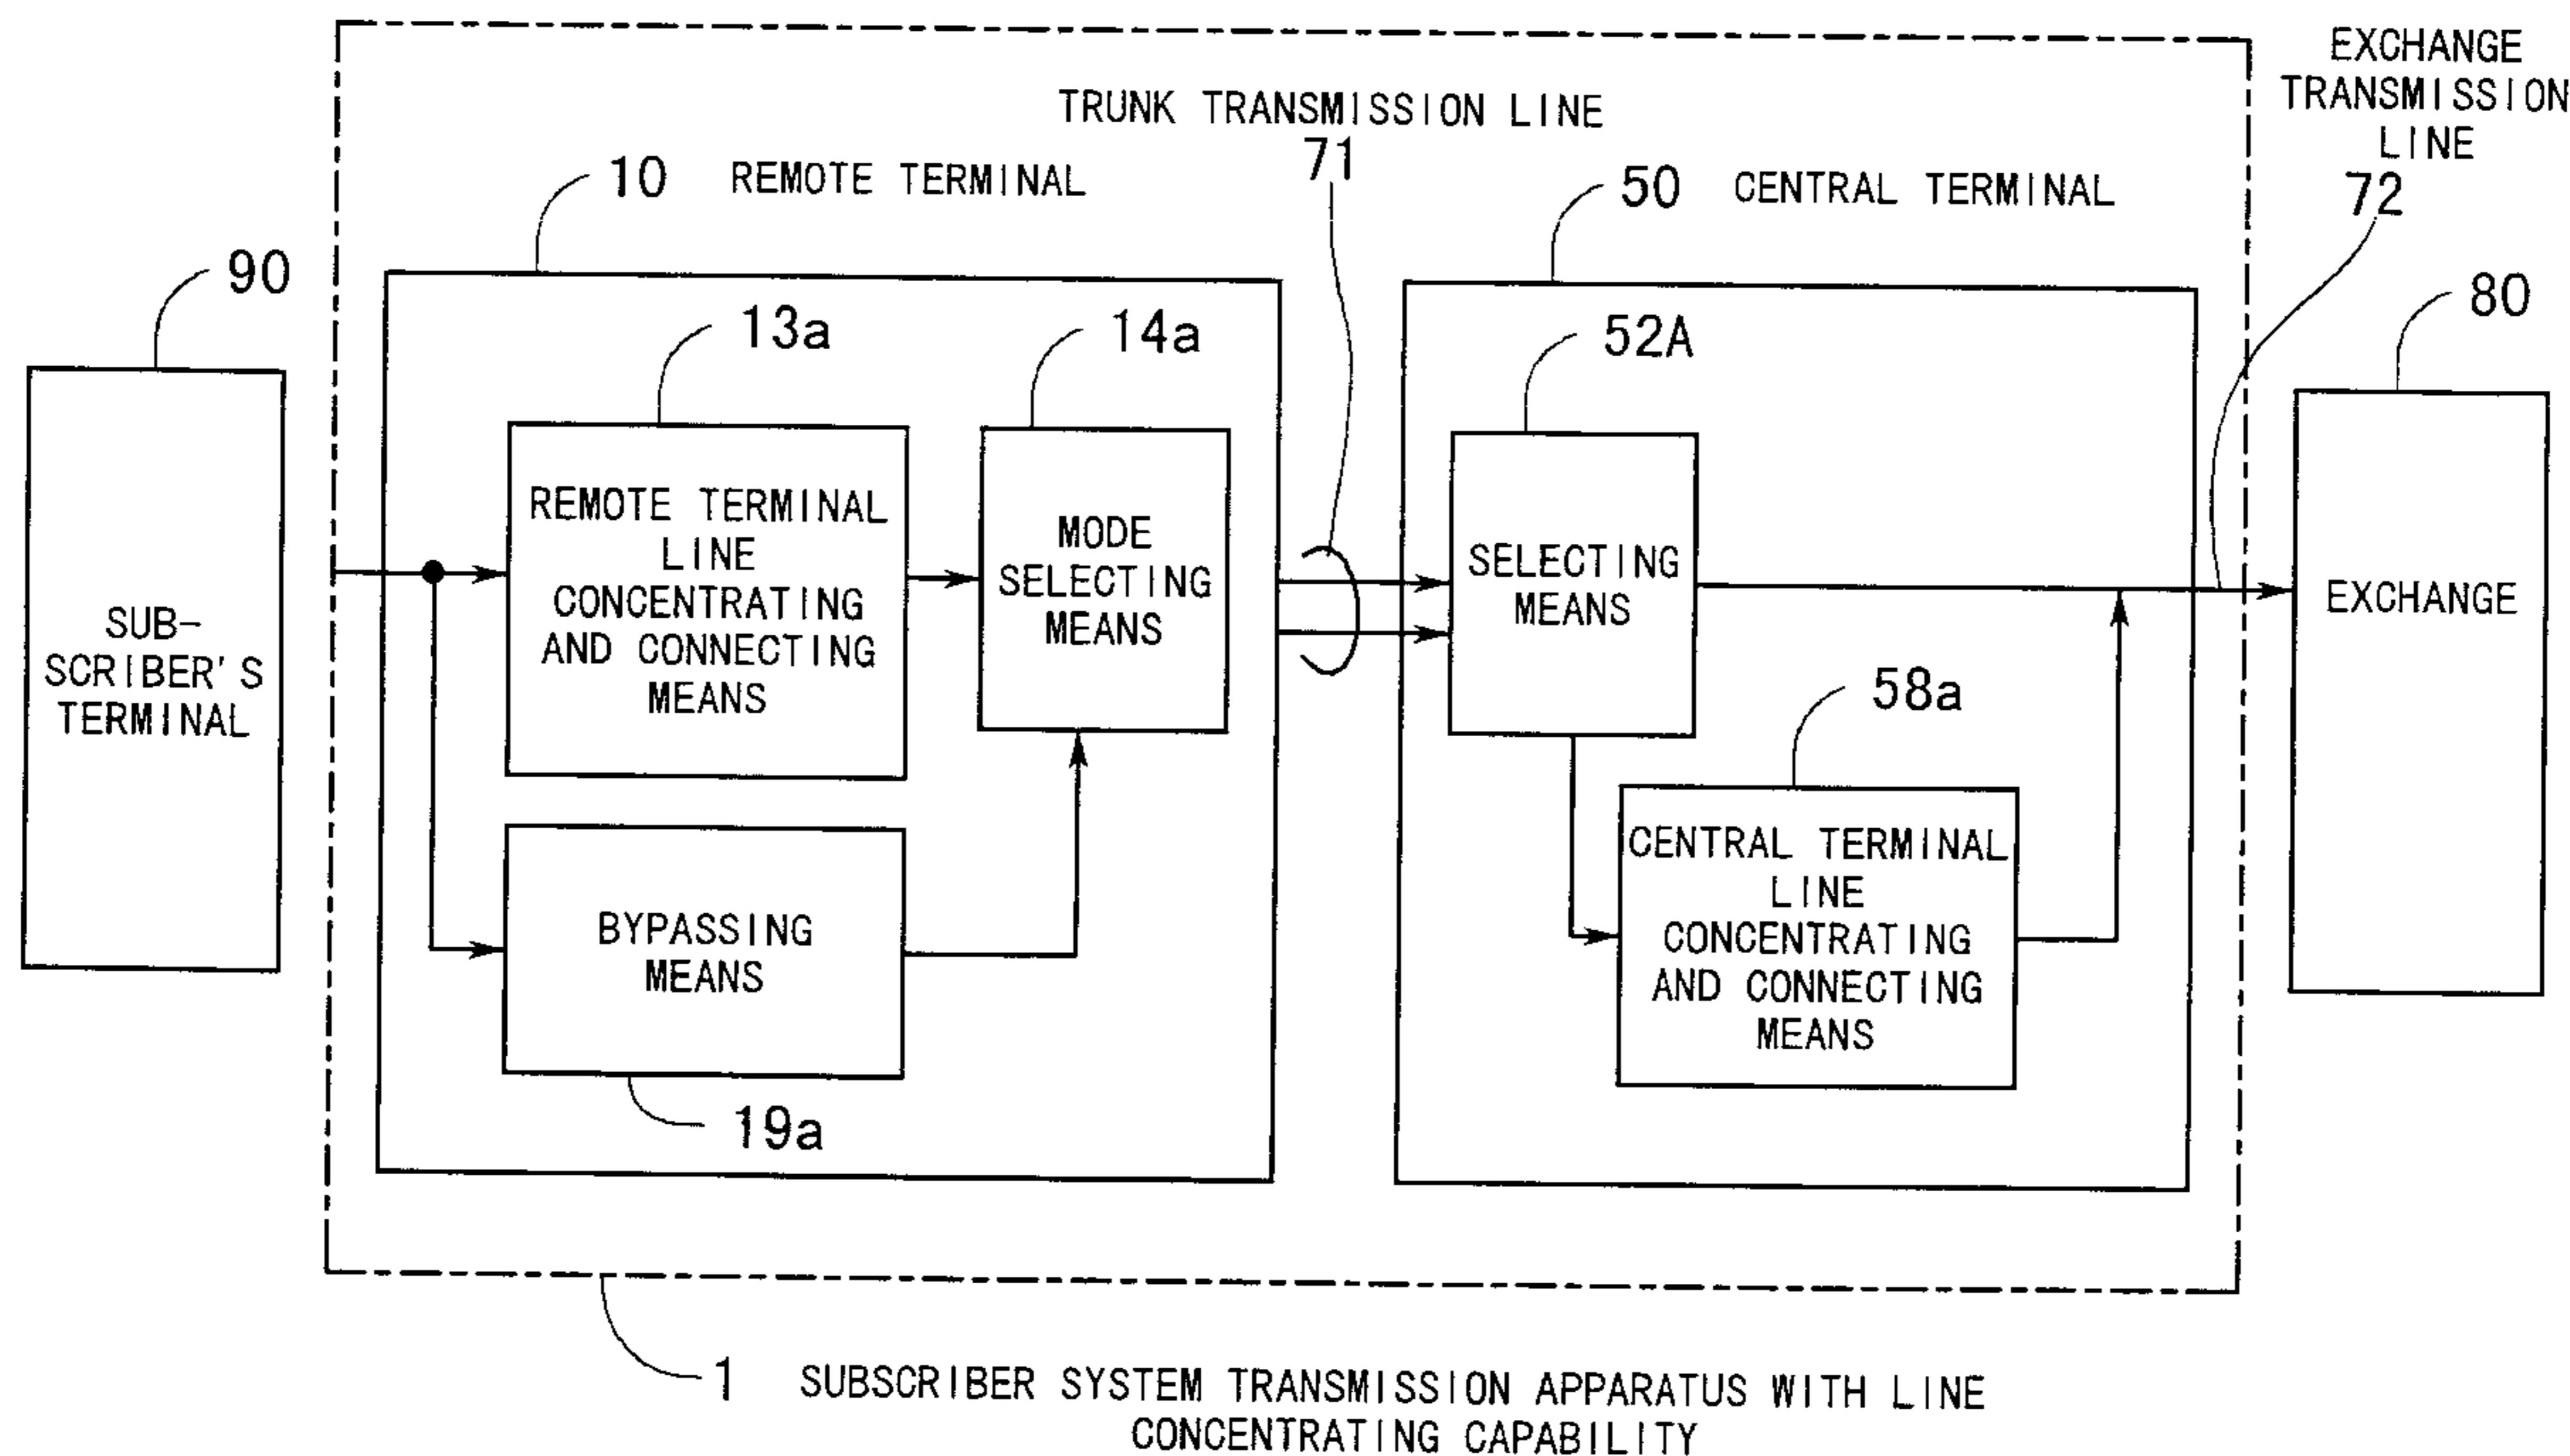 EXCHANGE
TRANSMISSION
LINE
72
TRUNK TRANSMISSION LINE
71
10 REMOTE TERMINAL
50 CENTRAL TERMINAL
90
13a
14a
52A
80
SUB-
SCRIBER'S
TERMINAL
REMOTE TERMINAL
LINE
CONCENTRATING
AND CONNECTING
MEANS
MODE
SELECTING
MEANS
SELECTING
MEANS
EXCHANGE
58a
BYPASSING
MEANS
CENTRAL TERMINAL
LINE
CONCENTRATING
AND CONNECTING
MEANS
19a
1 SUBSCRIBER SYSTEM TRANSMISSION APPARATUS WITH LINE
CONCENTRATING CAPABILITY